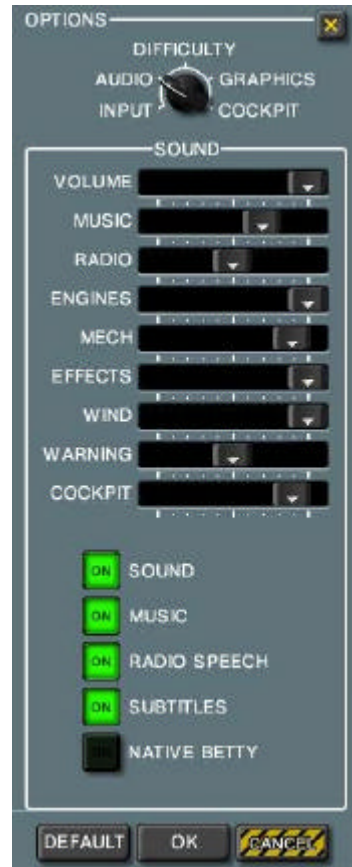 OPTIONS
DIFFICULTY
AUDIO GRAPHICS
INPUT COCKPIT
SOUND
VOLUME
MUSIC
RADIO
ENGINES
MECH
EFFECTS
WIND
WARNING
COCKPIT
ON SOUND
ON MUSIC
ON RADIO SPEECH
ON SUBTITLES
ON NATIVE BETTY
DEFAULT OK CANCEL